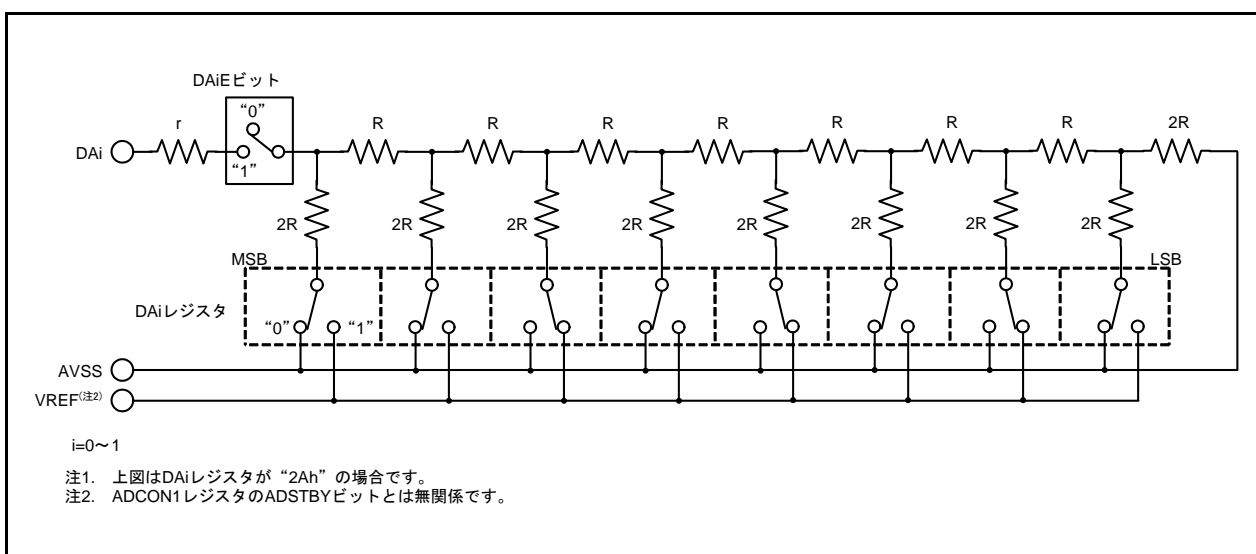 DAiEビット
“0”
r
“1”
DAi
R R R R R R R 2R
2R 2R 2R 2R 2R 2R 2R 2R
MSB
LSB
DAiレジスタ
“0” “1”
AVSS
VREF(注2)
i=0～1
注1. 上図はDAiレジスタが“2Ah”の場合です。
注2. ADCON1レジスタのADSTBYビットとは無関係です。